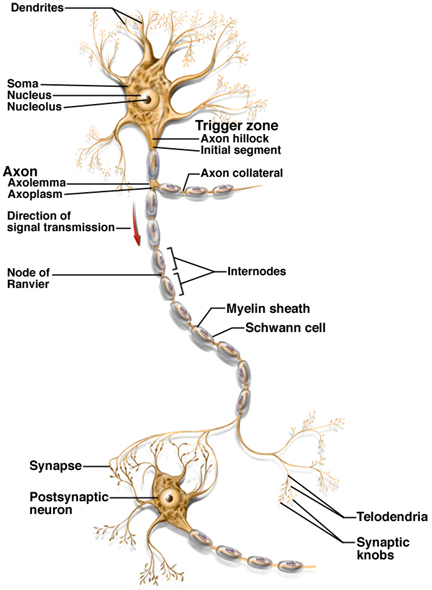 Dendrites
Soma
Nucleus
Nucleolus
Trigger zone
Axon hillock
Initial segment
Axon
Axolemma
Axoplasm
Axon collateral
Direction of
signal transmission
Internodes
Node of
Ranvier
Myelin sheath
Schwann cell
Synapse
Postsynaptic
neuron
Telodendria
Synaptic
knobs